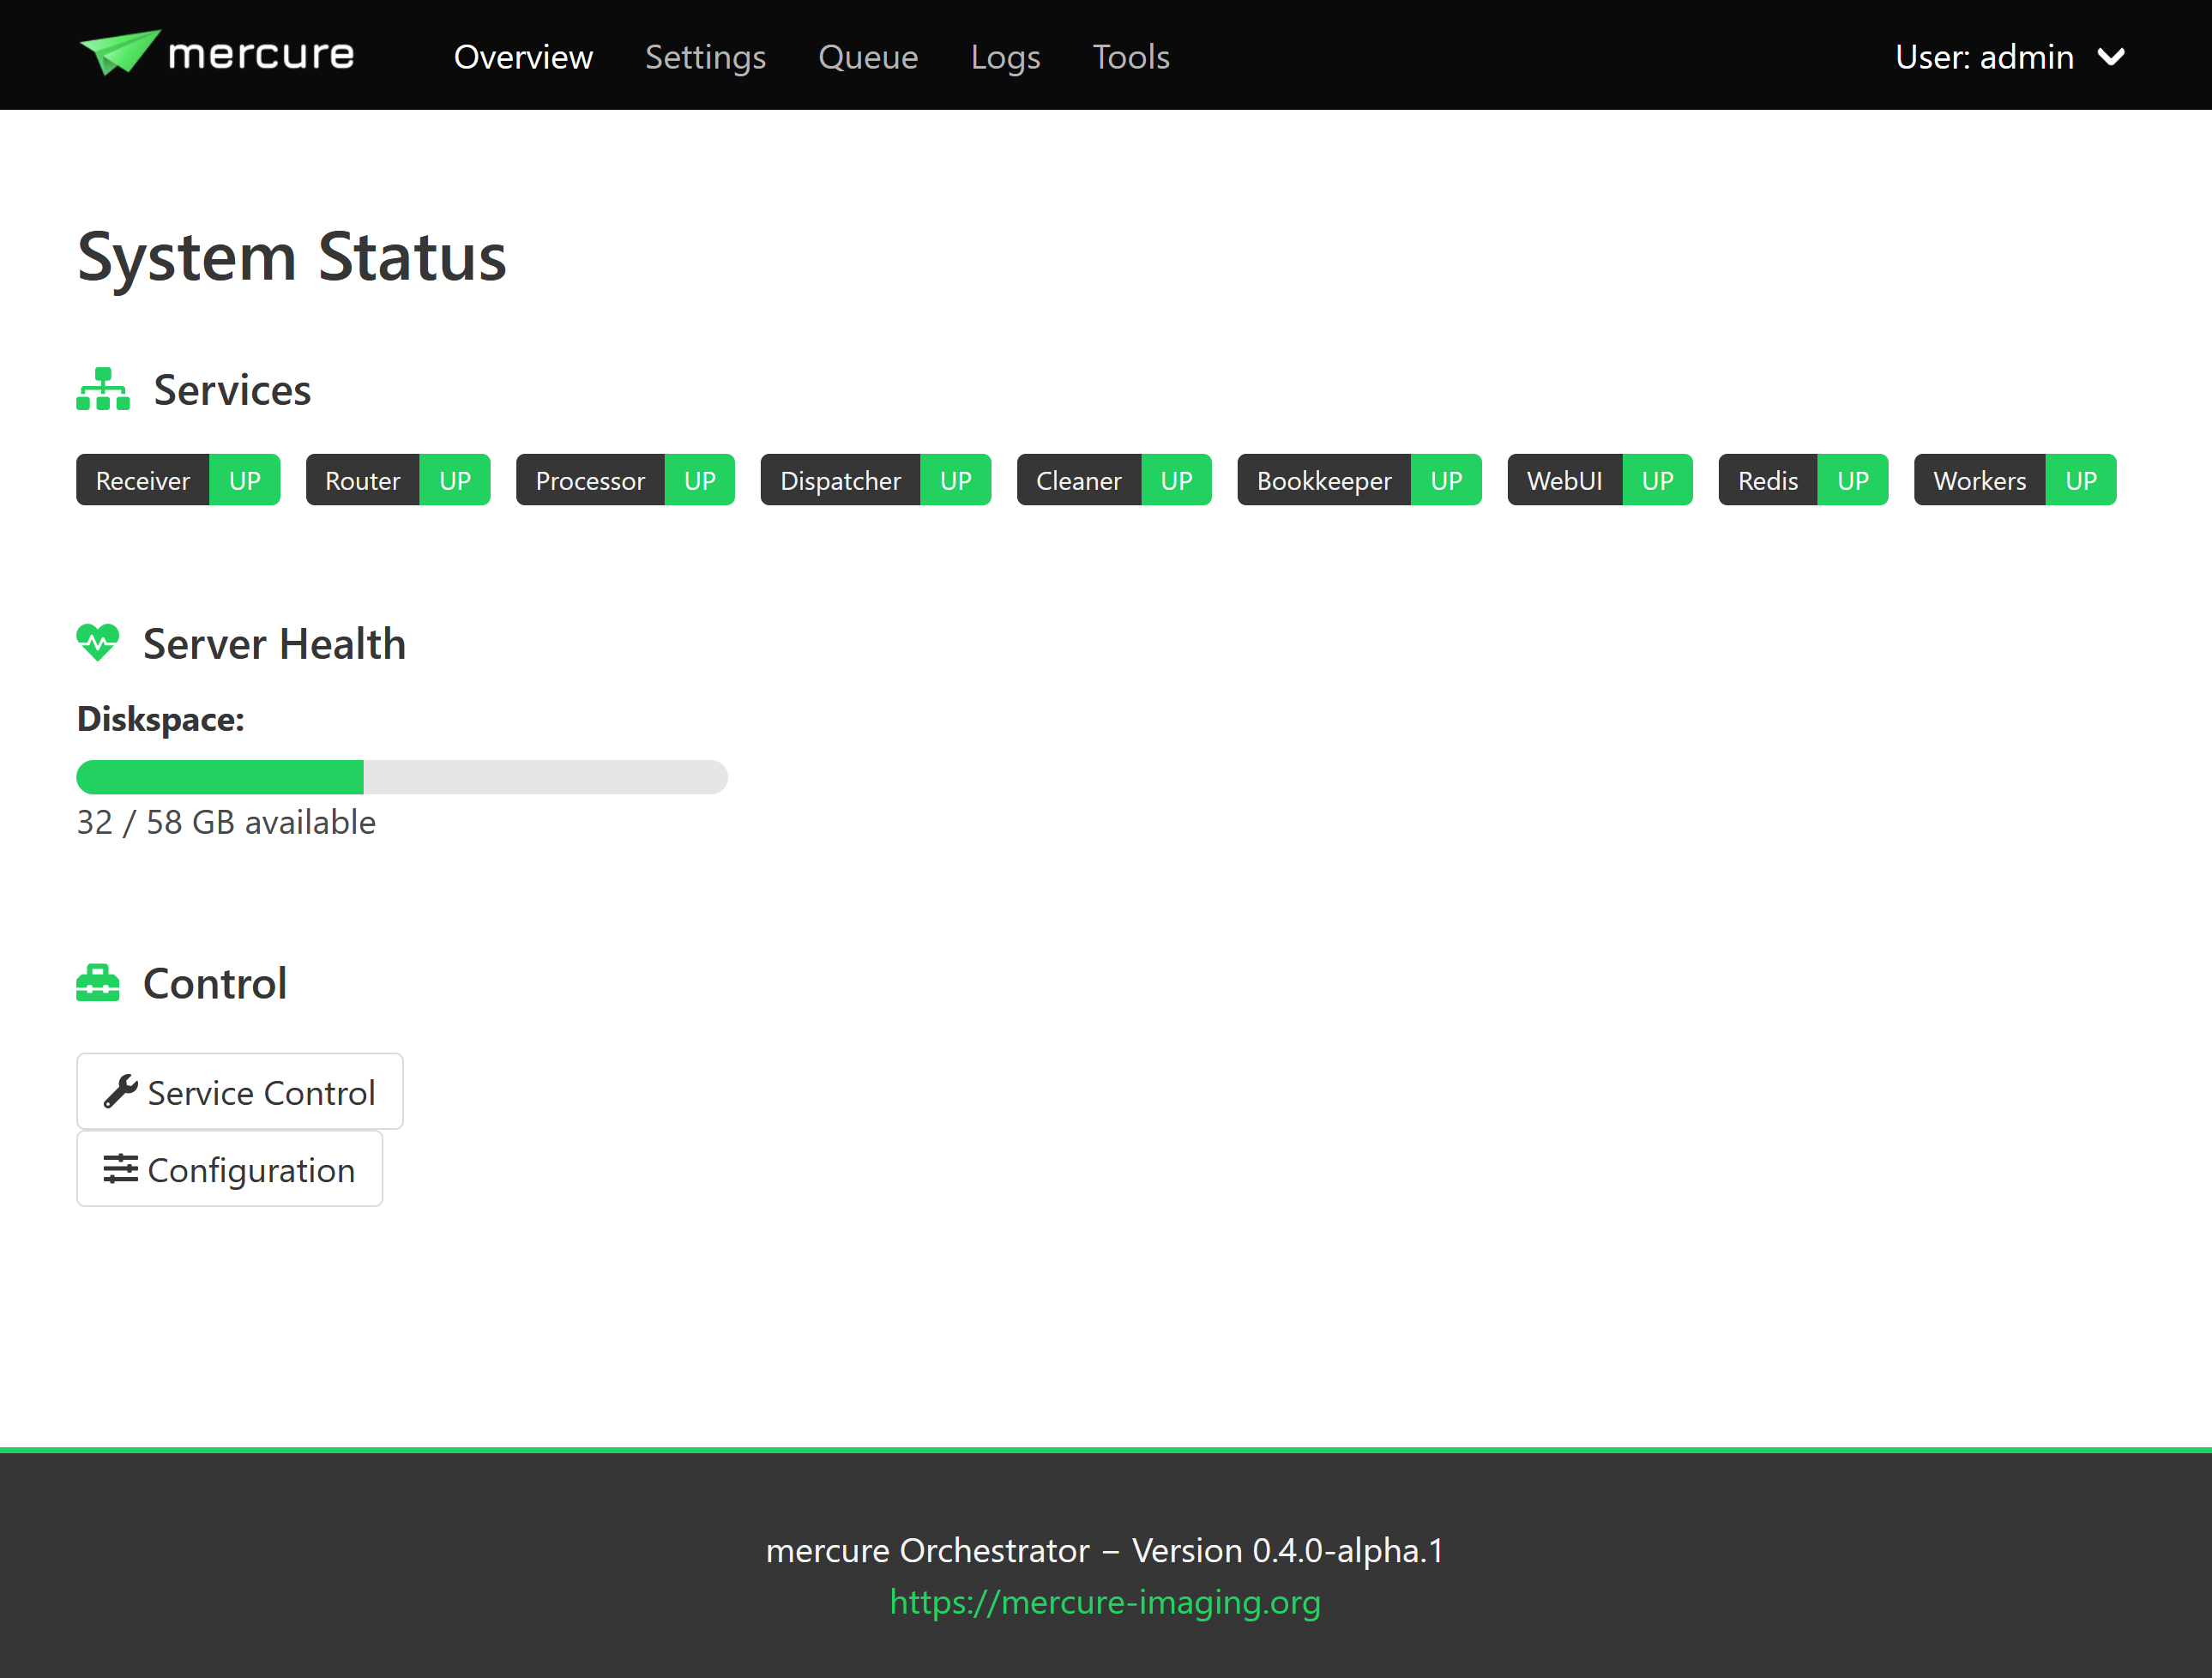 mercure Overview Settings Queue Logs Tools User: admin
System Status
Services
Receiver UP Router UP Processor UP Dispatcher UP Cleaner UP Bookkeeper UP WebUI UP Redis UP Workers UP
Server Health
Diskspace:
32 / 58 GB available
Control
Service Control
Configuration
mercure Orchestrator – Version 0.4.0-alpha.1
https://mercure-imaging.org